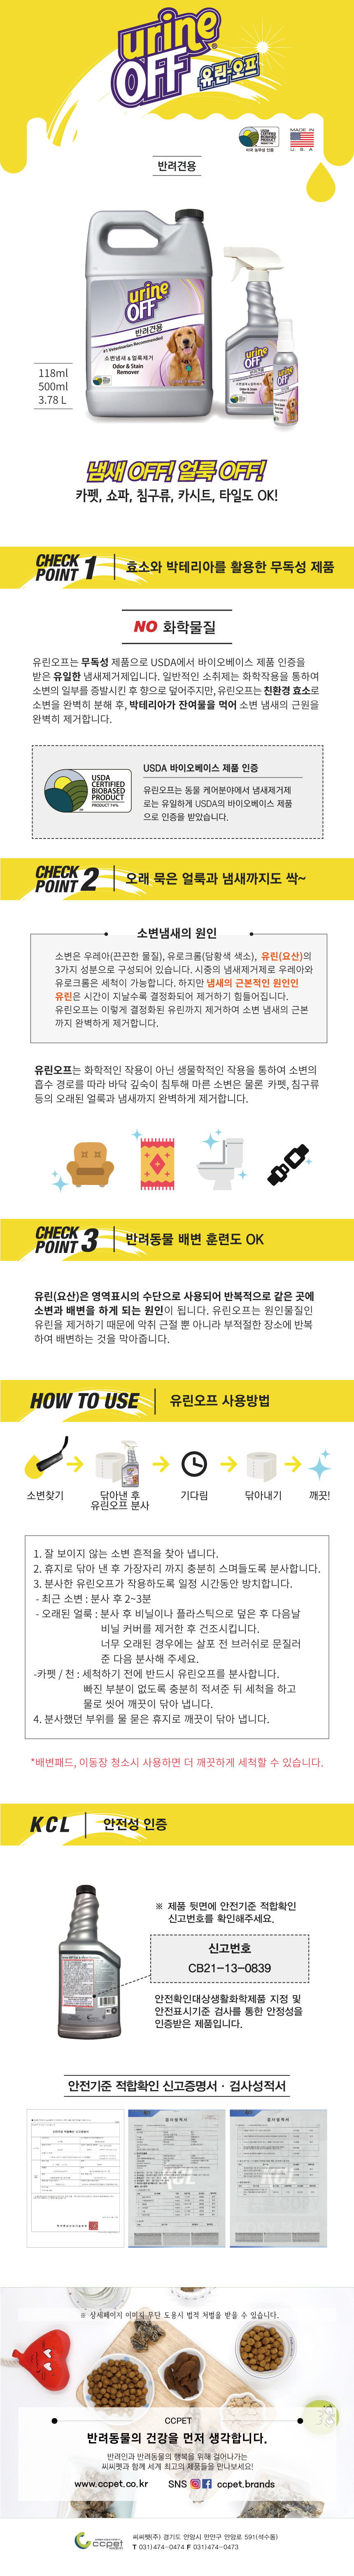 urine
OFF
유린오프
USDA
CERTIFIED
BIOBASED
PRODUCT
미국 농무성 인증
MADE IN
U. S. A
반려견용
urine
OFF
반려견용
#1 Veterinarian Recommended
소변냄새 & 얼룩제거
Odor & Stain
Remover
urine
OFF
Odor & Stain
Remover
urine
OFF
118ml
500ml
3.78 L
냄새 OFF! 얼룩 OFF!
카펫, 쇼파, 침구류, 카시트, 타일도 OK!
CHECK
POINT 1
효소와 박테리아를 활용한 무독성 제품
NO 화학물질
유린오프는 무독성 제품으로 USDA에서 바이오베이스 제품 인증을
받은 유일한 냄새제거제입니다. 일반적인 소취제는 화학작용을 통하여
소변의 일부를 증발시킨 후 향으로 덮어주지만, 유린오프는 친환경 효소로
소변을 완벽히 분해 후, 박테리아가 잔여물을 먹어 소변 냄새의 근원을
완벽히 제거합니다.
USDA
CERTIFIED
BIOBASED
PRODUCT
PRODUCT 74%
USDA 바이오베이스 제품 인증
유린오프는 동물 케어분야에서 냄새제거제
로는 유일하게 USDA의 바이오베이스 제품
으로 인증을 받았습니다.
CHECK
POINT 2
오래 묵은 얼룩과 냄새까지도 싹~
소변냄새의 원인
소변은 우레아(끈끈한 물질), 유로크롬(담황색 색소), 유린(요산)의
3가지 성분으로 구성되어 있습니다. 시중의 냄새제거제로 우레아와
유로크롬은 세척이 가능합니다. 하지만 냄새의 근본적인 원인인
유린은 시간이 지날수록 결정화되어 제거하기 힘들어집니다.
유린오프는 이렇게 결정화된 유린까지 제거하여 소변 냄새의 근본
까지 완벽하게 제거합니다.
유린오프는 화학적인 작용이 아닌 생물학적인 작용을 통하여 소변의
흡수 경로를 따라 바닥 깊숙이 침투해 마른 소변은 물론 카펫, 침구류
등의 오래된 얼룩과 냄새까지 완벽하게 제거합니다.
CHECK
POINT 3
반려동물 배변 훈련도 OK
유린(요산)은 영역표시의 수단으로 사용되어 반복적으로 같은 곳에
소변과 배변을 하게 되는 원인이 됩니다. 유린오프는 원인물질인
유린을 제거하기 때문에 악취 근절 뿐 아니라 부적절한 장소에 반복
하여 배변하는 것을 막아줍니다.
HOW TO USE
유린오프 사용방법
소변찾기
닦아낸 후
유린오프 분사
기다림
닦아내기
깨끗!
1. 잘 보이지 않는 소변 흔적을 찾아 냅니다.
2. 휴지로 닦아 낸 후 가장자리 까지 충분히 스며들도록 분사합니다.
3. 분사한 유린오프가 작용하도록 일정 시간동안 방치합니다.
- 최근 소변 : 분사 후 2~3분
- 오래된 얼룩 : 분사 후 비닐이나 플라스틱으로 덮은 후 다음날
비닐 커버를 제거한 후 건조시킵니다.
너무 오래된 경우에는 살포 전 브러쉬로 문질러
준 다음 분사해 주세요.
-카펫 / 천 : 세척하기 전에 반드시 유린오프를 분사합니다.
빠진 부분이 없도록 충분히 적셔준 뒤 세척을 하고
물로 씻어 깨끗이 닦아 냅니다.
4. 분사했던 부위를 물 묻은 휴지로 깨끗이 닦아 냅니다.
*배변패드, 이동장 청소시 사용하면 더 깨끗하게 세척할 수 있습니다.
KCL
안전성 인증
※ 제품 뒷면에 안전기준 적합확인
신고번호를 확인해주세요.
신고번호
CB21-13-0839
안전확인대상생활화학제품 지정 및
안전표시기준 검사를 통한 안정성을
인증받은 제품입니다.
안전기준 적합확인 신고증명서 · 검사성적서
검사성적서
검사성적서
KCL
※ 상세페이지 이미지 무단 도용시 법적 처벌을 받을 수 있습니다.
CCPET
반려동물의 건강을 먼저 생각합니다.
반려인과 반려동물의 행복을 위해 걸어나가는
씨씨펫과 함께 세계 최고의 제품들을 만나보세요!
www.ccpet.co.kr
SNS
ccpet.brands
ccpet
씨씨펫(주) 경기도 안양시 만안구 안양로 591(석수동)
T 031)474-0474 F 031)474-0473